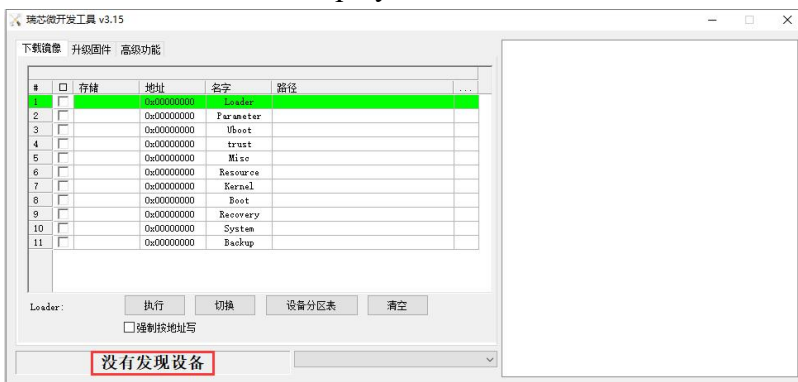 瑞芯微开发工具 v3.15
下载镜像 升级固件 高级功能
# 存储 地址 名字 路径 ...
1 0x00000000 Loader
2 0x00000000 Parameter
3 0x00000000 Uboot
4 0x00000000 trust
5 0x00000000 Misc
6 0x00000000 Resource
7 0x00000000 Kernel
8 0x00000000 Boot
9 0x00000000 Recovery
10 0x00000000 System
11 0x00000000 Backup
Loader: 执行 切换 设备分区表 清空
强制按地址写
没有发现设备